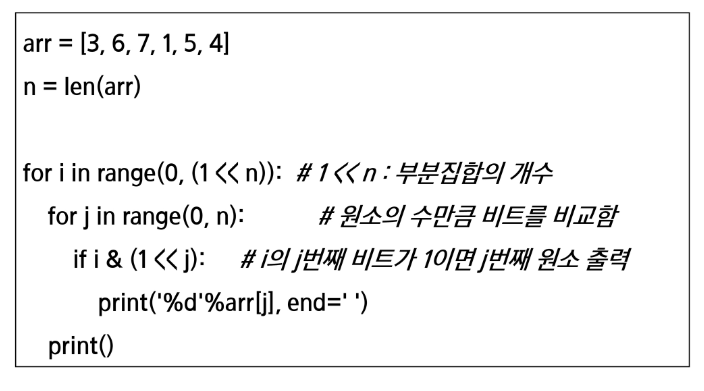 arr = [3, 6, 7, 1, 5, 4]
n = len(arr)
for i in range(0, (1 << n)): # 1 << n : 부분집합의 개수
for j in range(0, n): # 원소의 수만큼 비트를 비교함
if i & (1 << j): # i의 j번째 비트가 1이면 j번째 원소 출력
print('%d'%arr[j], end=' ')
print()